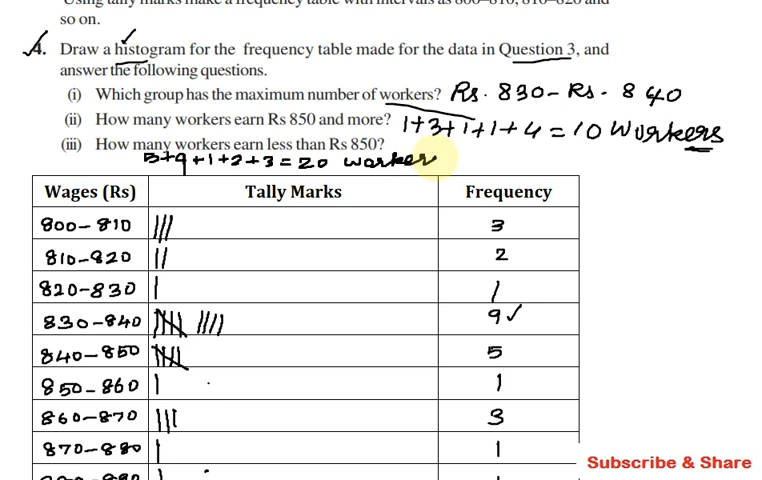 Using tally marks make a frequency table with intervals as 800–810, 810–820 and
so on.
4. Draw a histogram for the frequency table made for the data in Question 3, and
answer the following questions.
(i) Which group has the maximum number of workers? Rs. 830 – Rs. 840
(ii) How many workers earn Rs 850 and more? 1+3+1+1+4 = 10 Workers
(iii) How many workers earn less than Rs 850?
5+9+1+2+3 = 20 worker
Wages (Rs) Tally Marks Frequency
800-810 ||| 3
810-820 || 2
820-830 | 1
830-840 |||| |||| 9 ✓
840-850 |||| 5
850-860 | 1
860-870 ||| 3
870-880 | 1
Subscribe & Share